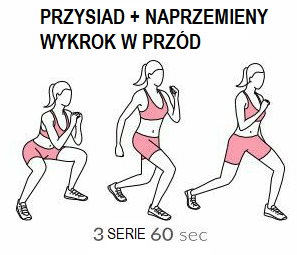 PRZYSIAD + NAPRZEMIENY
WYKROK W PRZÓD
3 SERIE 60 sec